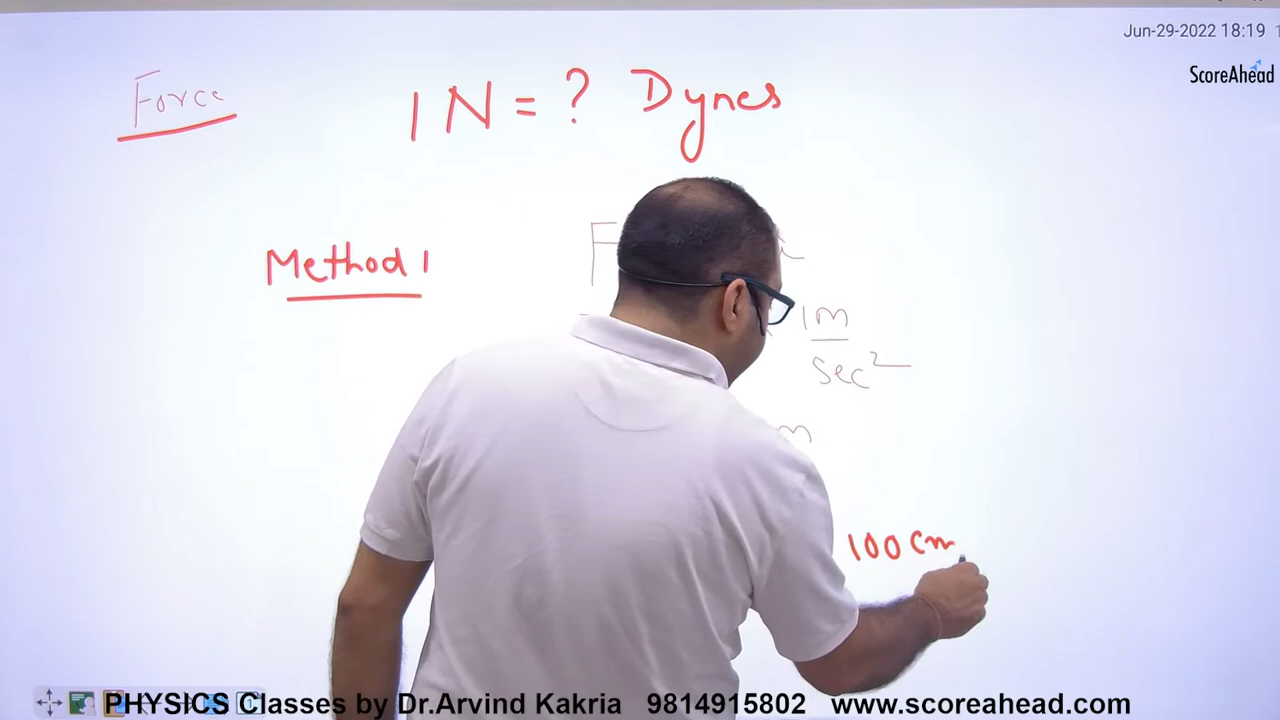 Jun-29-2022 18:19
ScoreAhead
Force
1 N = ? Dynes
Method 1
F
1m
sec²
m
100 cm
PHYSICS Classes by Dr.Arvind Kakria 9814915802 www.scoreahead.com